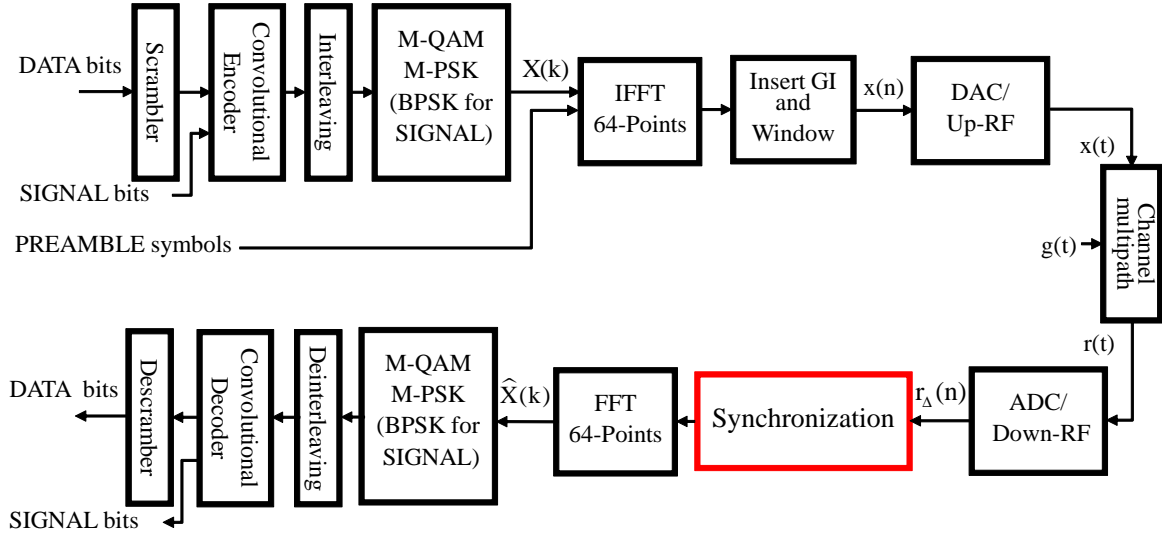 DATA bits
Scrambler
Convolutional
Encoder
Interleaving
M-QAM
M-PSK
(BPSK for
SIGNAL)
X(k)
IFFT
64-Points
Insert GI
and
Window
x(n)
DAC/
Up-RF
x(t)
SIGNAL bits
PREAMBLE symbols
g(t)
Channel
multipath
r(t)
DATA bits
Descramber
Convolutional
Decoder
Deinterleaving
M-QAM
M-PSK
(BPSK for
SIGNAL)
X̂(k)
FFT
64-Points
Synchronization
r_Δ(n)
ADC/
Down-RF
SIGNAL bits